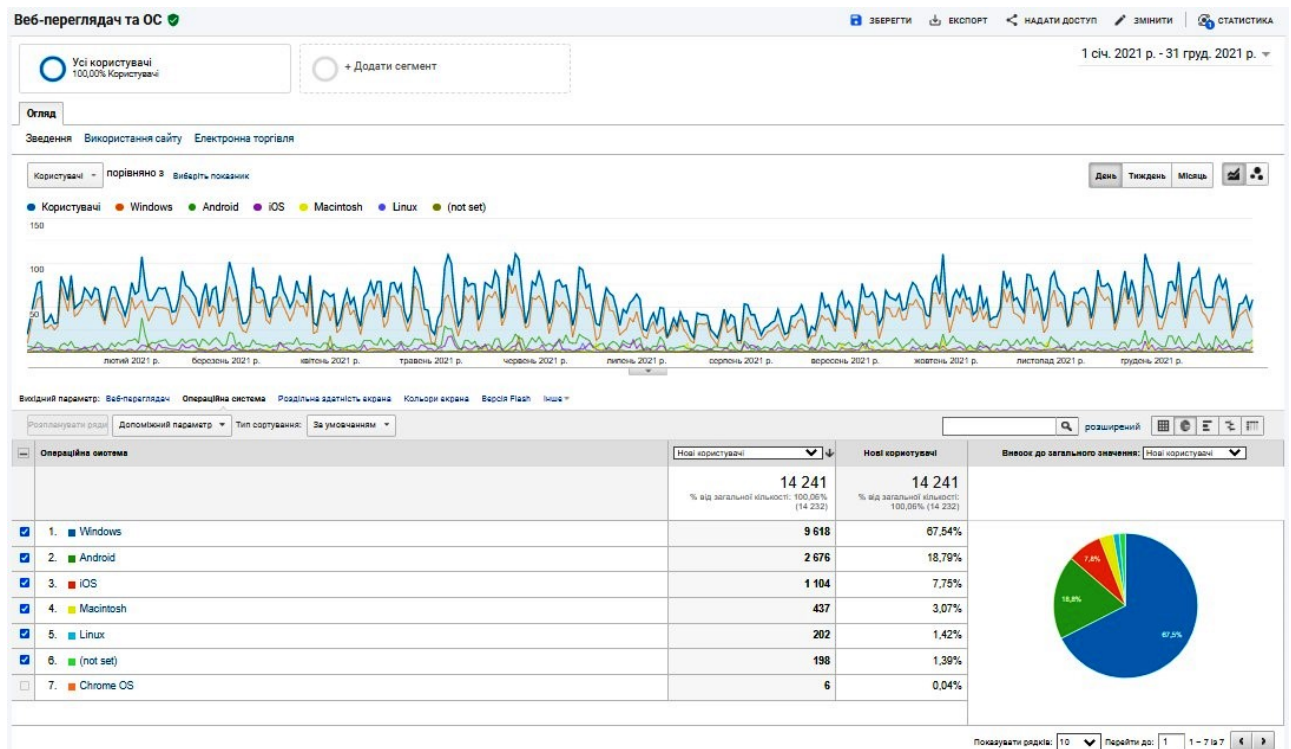 Веб-переглядач та ОС
ЗБЕРЕГТИ ЕКСПОРТ НАДАТИ ДОСТУП ЗМІНИТИ СТАТИСТИКА
Усі користувачі
100,00% Користувачі
+ Додати сегмент
1 січ. 2021 р. - 31 груд. 2021 р.
Огляд
Зведення Використання сайту Електронна торгівля
Користувачі порівняно з Виберіть показник
День Тиждень Місяць
Користувачі Windows Android iOS Macintosh Linux (not set)
150
100
50
лютий 2021 р. березень 2021 р. квітень 2021 р. травень 2021 р. червень 2021 р. липень 2021 р. серпень 2021 р. вересень 2021 р. жовтень 2021 р. листопад 2021 р. грудень 2021 р.
Вихідний параметр: Веб-переглядач Операційна система Роздільна здатність екрана Кольори екрана Версія Flash Інше
Розпланувати ряди Допоміжний параметр Тип сортування: За умовчанням розширений
Операційна система Нові користувачі Нові користувачі Внесок до загального значення: Нові користувачі
14 241 14 241
% від загальної кількості: 100,06% (14 232) % від загальної кількості: 100,06% (14 232)
1. Windows 9 618 67,54%
2. Android 2 676 18,79%
3. iOS 1 104 7,75%
4. Macintosh 437 3,07%
5. Linux 202 1,42%
6. (not set) 198 1,39%
7. Chrome OS 6 0,04%
7,8%
18,8%
67,5%
Показувати рядків: 10 Перейти до: 1 1 – 7 із 7